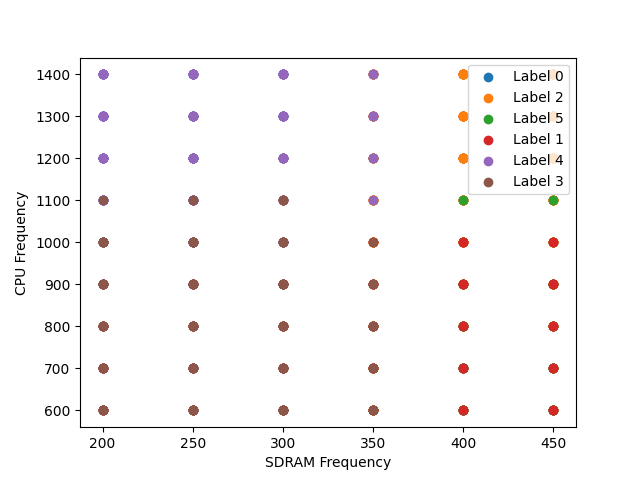 1400
1300
1200
1100
1000
900
800
700
600
CPU Frequency
200 250 300 350 400 450
SDRAM Frequency
Label 0
Label 2
Label 5
Label 1
Label 4
Label 3